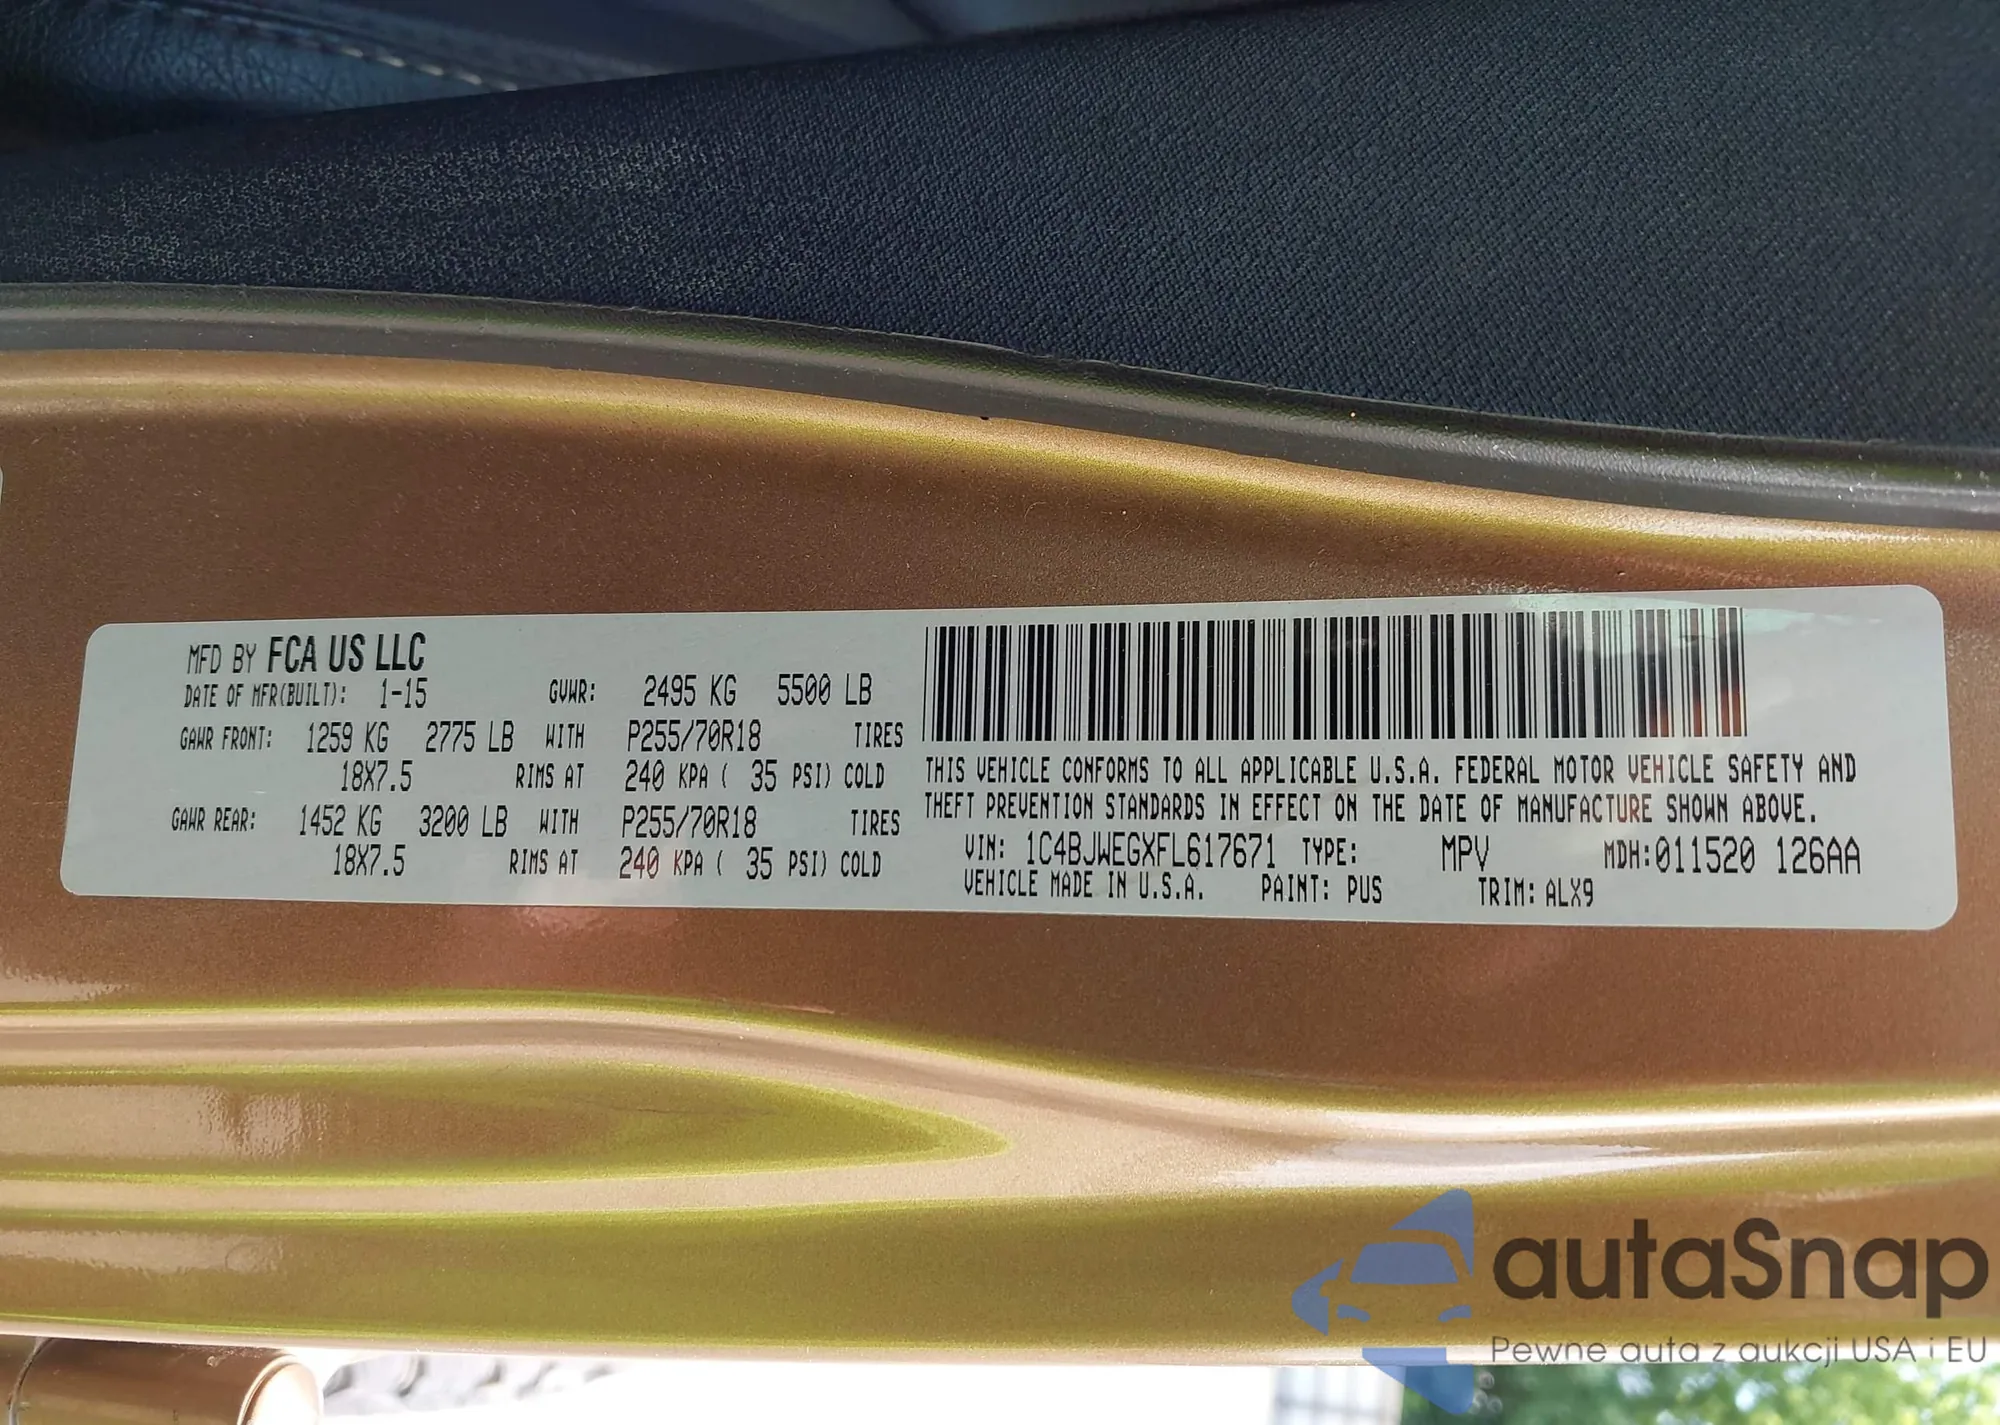 MFD BY FCA US LLC
DATE OF MFR(BUILT): 1-15 GVWR: 2495 KG 5500 LB
GAWR FRONT: 1259 KG 2775 LB WITH P255/70R18 TIRES
18X7.5 RIMS AT 240 KPA ( 35 PSI) COLD
GAWR REAR: 1452 KG 3200 LB WITH P255/70R18 TIRES
18X7.5 RIMS AT 240 KPA ( 35 PSI) COLD
THIS VEHICLE CONFORMS TO ALL APPLICABLE U.S.A. FEDERAL MOTOR VEHICLE SAFETY AND
THEFT PREVENTION STANDARDS IN EFFECT ON THE DATE OF MANUFACTURE SHOWN ABOVE.
VIN: 1C4BJWEGXFL617671 TYPE: MPV MDH:011520 126AA
VEHICLE MADE IN U.S.A. PAINT: PUS TRIM: ALX9
autaSnap
Pewne auta z aukcji USA i EU